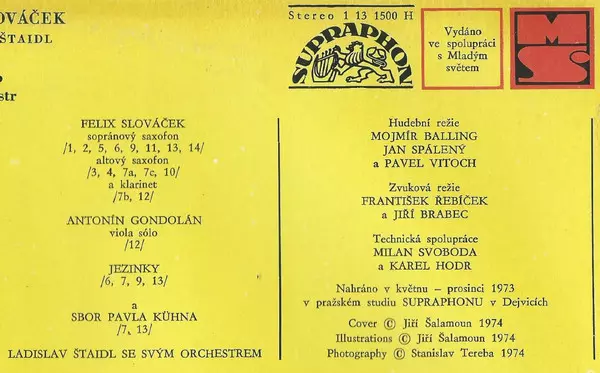 OVÁČEK
ŠTAIDL
str
FELIX SLOVÁČEK
sopránový saxofon
/1, 2, 5, 6, 9, 11, 13, 14/
altový saxofon
/3, 4, 7a, 7c, 10/
a klarinet
/7b, 12/
ANTONÍN GONDOLÁN
viola sólo
/12/
JEZINKY
/6, 7, 9, 13/
a
SBOR PAVLA KÜHNA
/7, 13/
LADISLAV ŠTAIDL SE SVÝM ORCHESTREM
Stereo 1 13 1500 H
SUPRAPHON
Vydáno
ve spolupráci
s Mladým
světem
MS
Hudební režie
MOJMÍR BALLING
JAN SPÁLENÝ
a PAVEL VITOCH
Zvuková režie
FRANTIŠEK ŘEBÍČEK
a JIŘÍ BRABEC
Technická spolupráce
MILAN SVOBODA
a KAREL HODR
Nahráno v květnu – prosinci 1973
v pražském studiu SUPRAPHONU v Dejvicích
Cover © Jiří Šalamoun 1974
Illustrations © Jiří Šalamoun 1974
Photography © Stanislav Tereba 1974